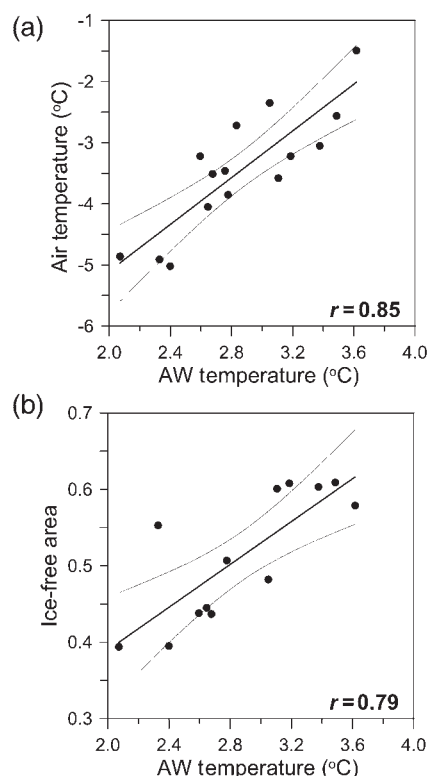 (a)
-1
-2
-3
-4
-5
-6
Air temperature (°C)
r = 0.85
2.0 2.4 2.8 3.2 3.6 4.0
AW temperature (°C)
(b)
0.7
0.6
0.5
0.4
0.3
Ice-free area
r = 0.79
2.0 2.4 2.8 3.2 3.6 4.0
AW temperature (°C)